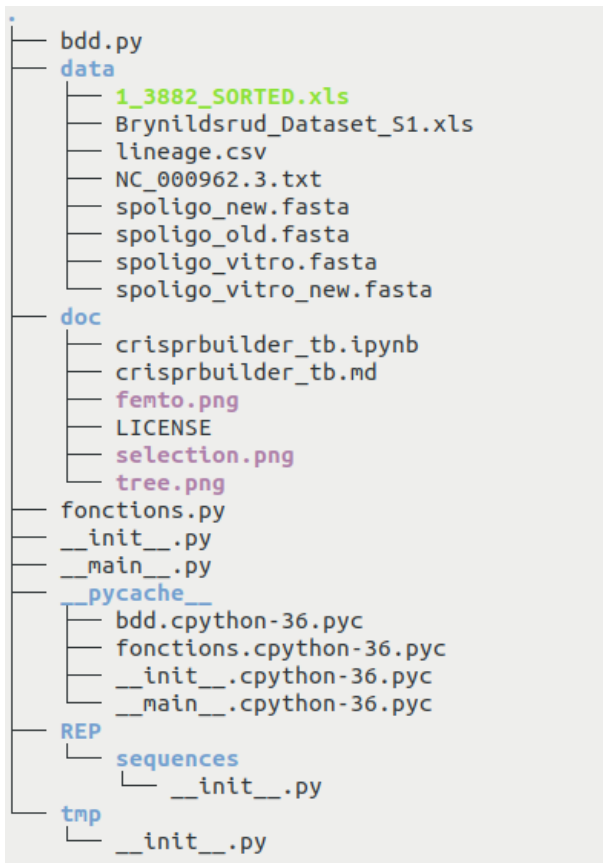 .
bdd.py
data
1_3882_SORTED.xls
Brynildsrud_Dataset_S1.xls
lineage.csv
NC_000962.3.txt
spoligo_new.fasta
spoligo_old.fasta
spoligo_vitro.fasta
spoligo_vitro_new.fasta
doc
crisprbuilder_tb.ipynb
crisprbuilder_tb.md
femto.png
LICENSE
selection.png
tree.png
fonctions.py
__init__.py
__main__.py
__pycache__
bdd.cpython-36.pyc
fonctions.cpython-36.pyc
__init__.cpython-36.pyc
__main__.cpython-36.pyc
REP
sequences
__init__.py
tmp
__init__.py